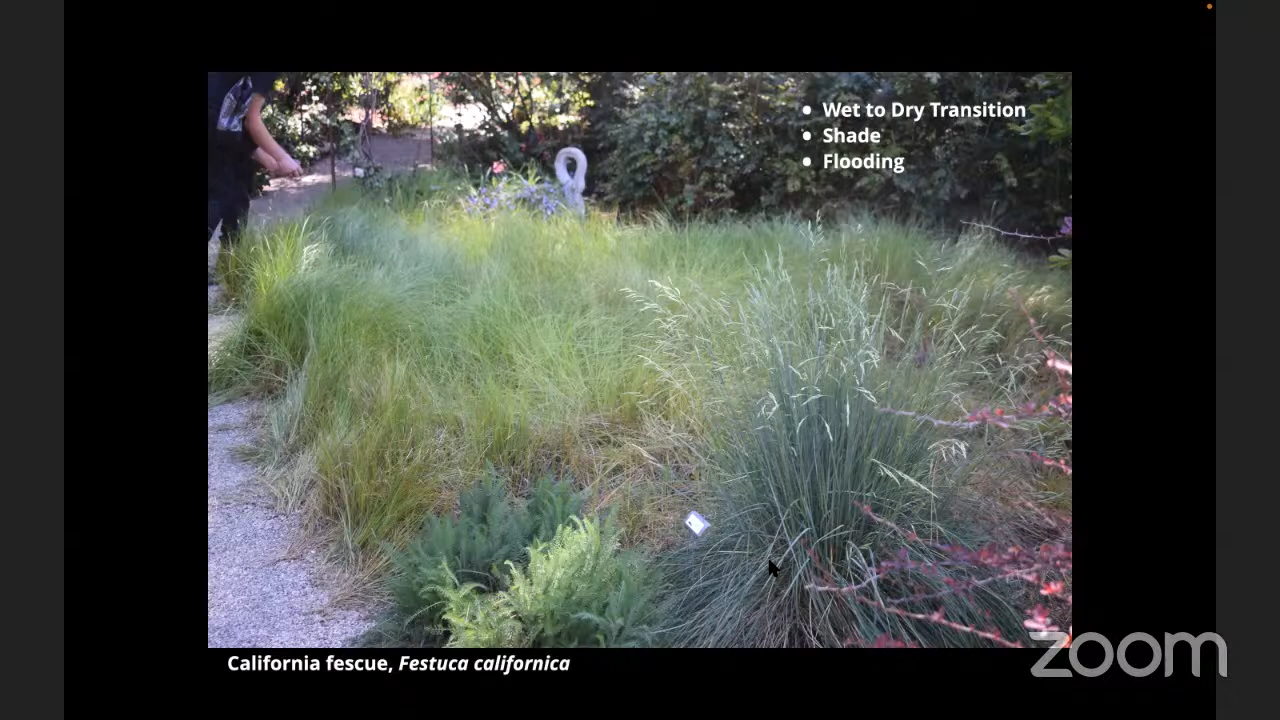 • Wet to Dry Transition
• Shade
• Flooding
California fescue, Festuca californica
zoom